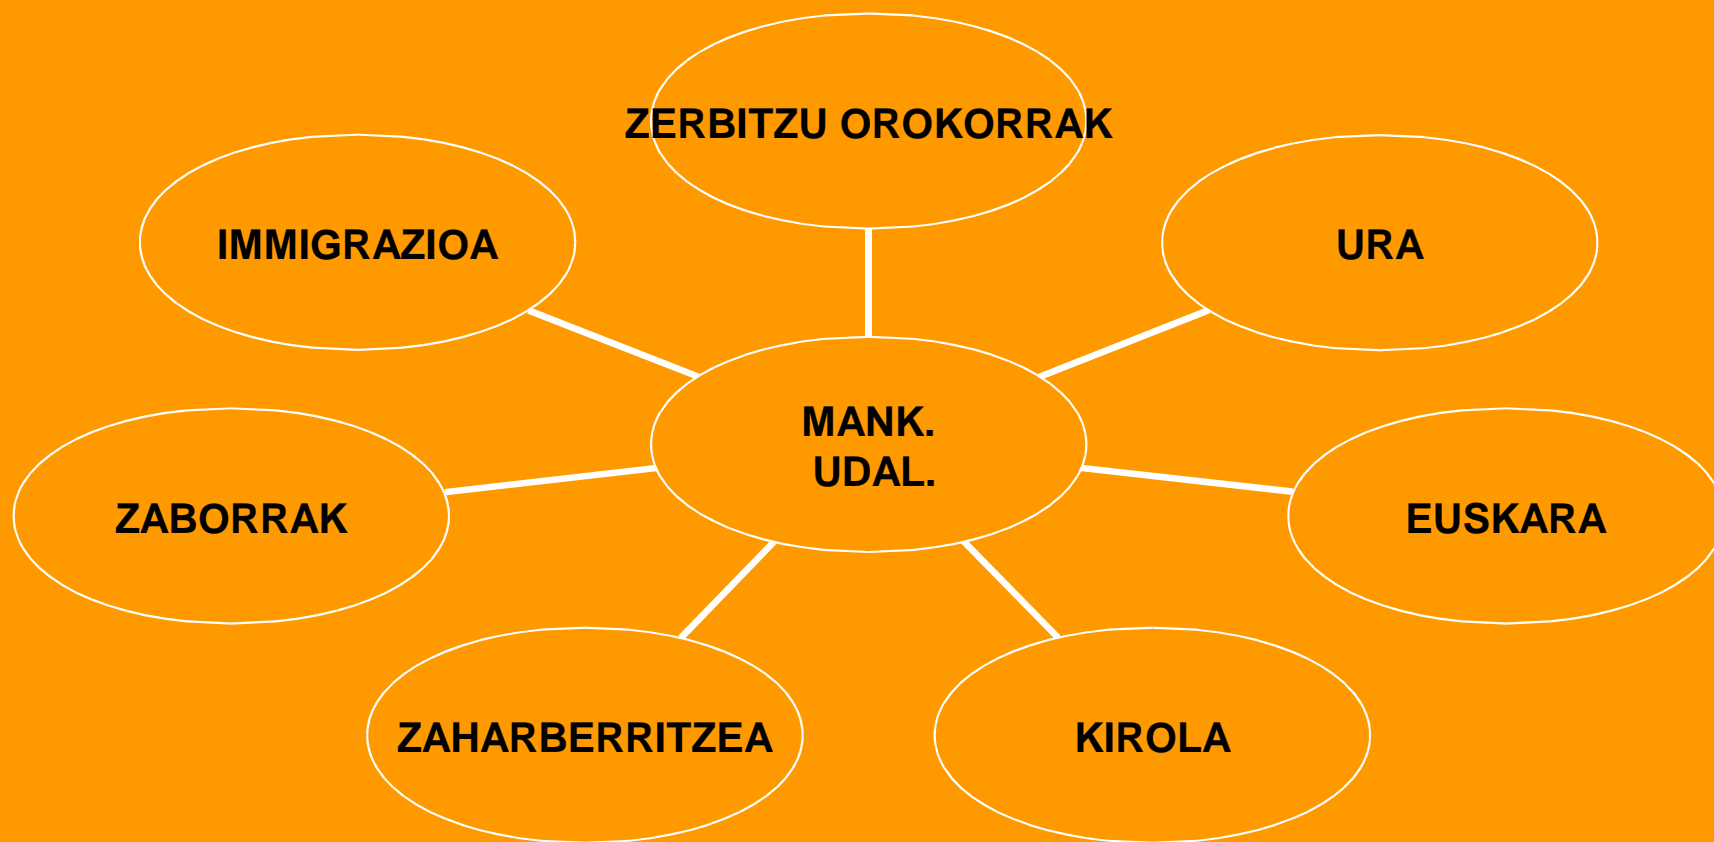 ZERBITZU OROKORRAK
IMMIGRAZIOA
URA
MANK.
UDAL.
ZABORRAK
EUSKARA
ZAHARBERRITZEA
KIROLA